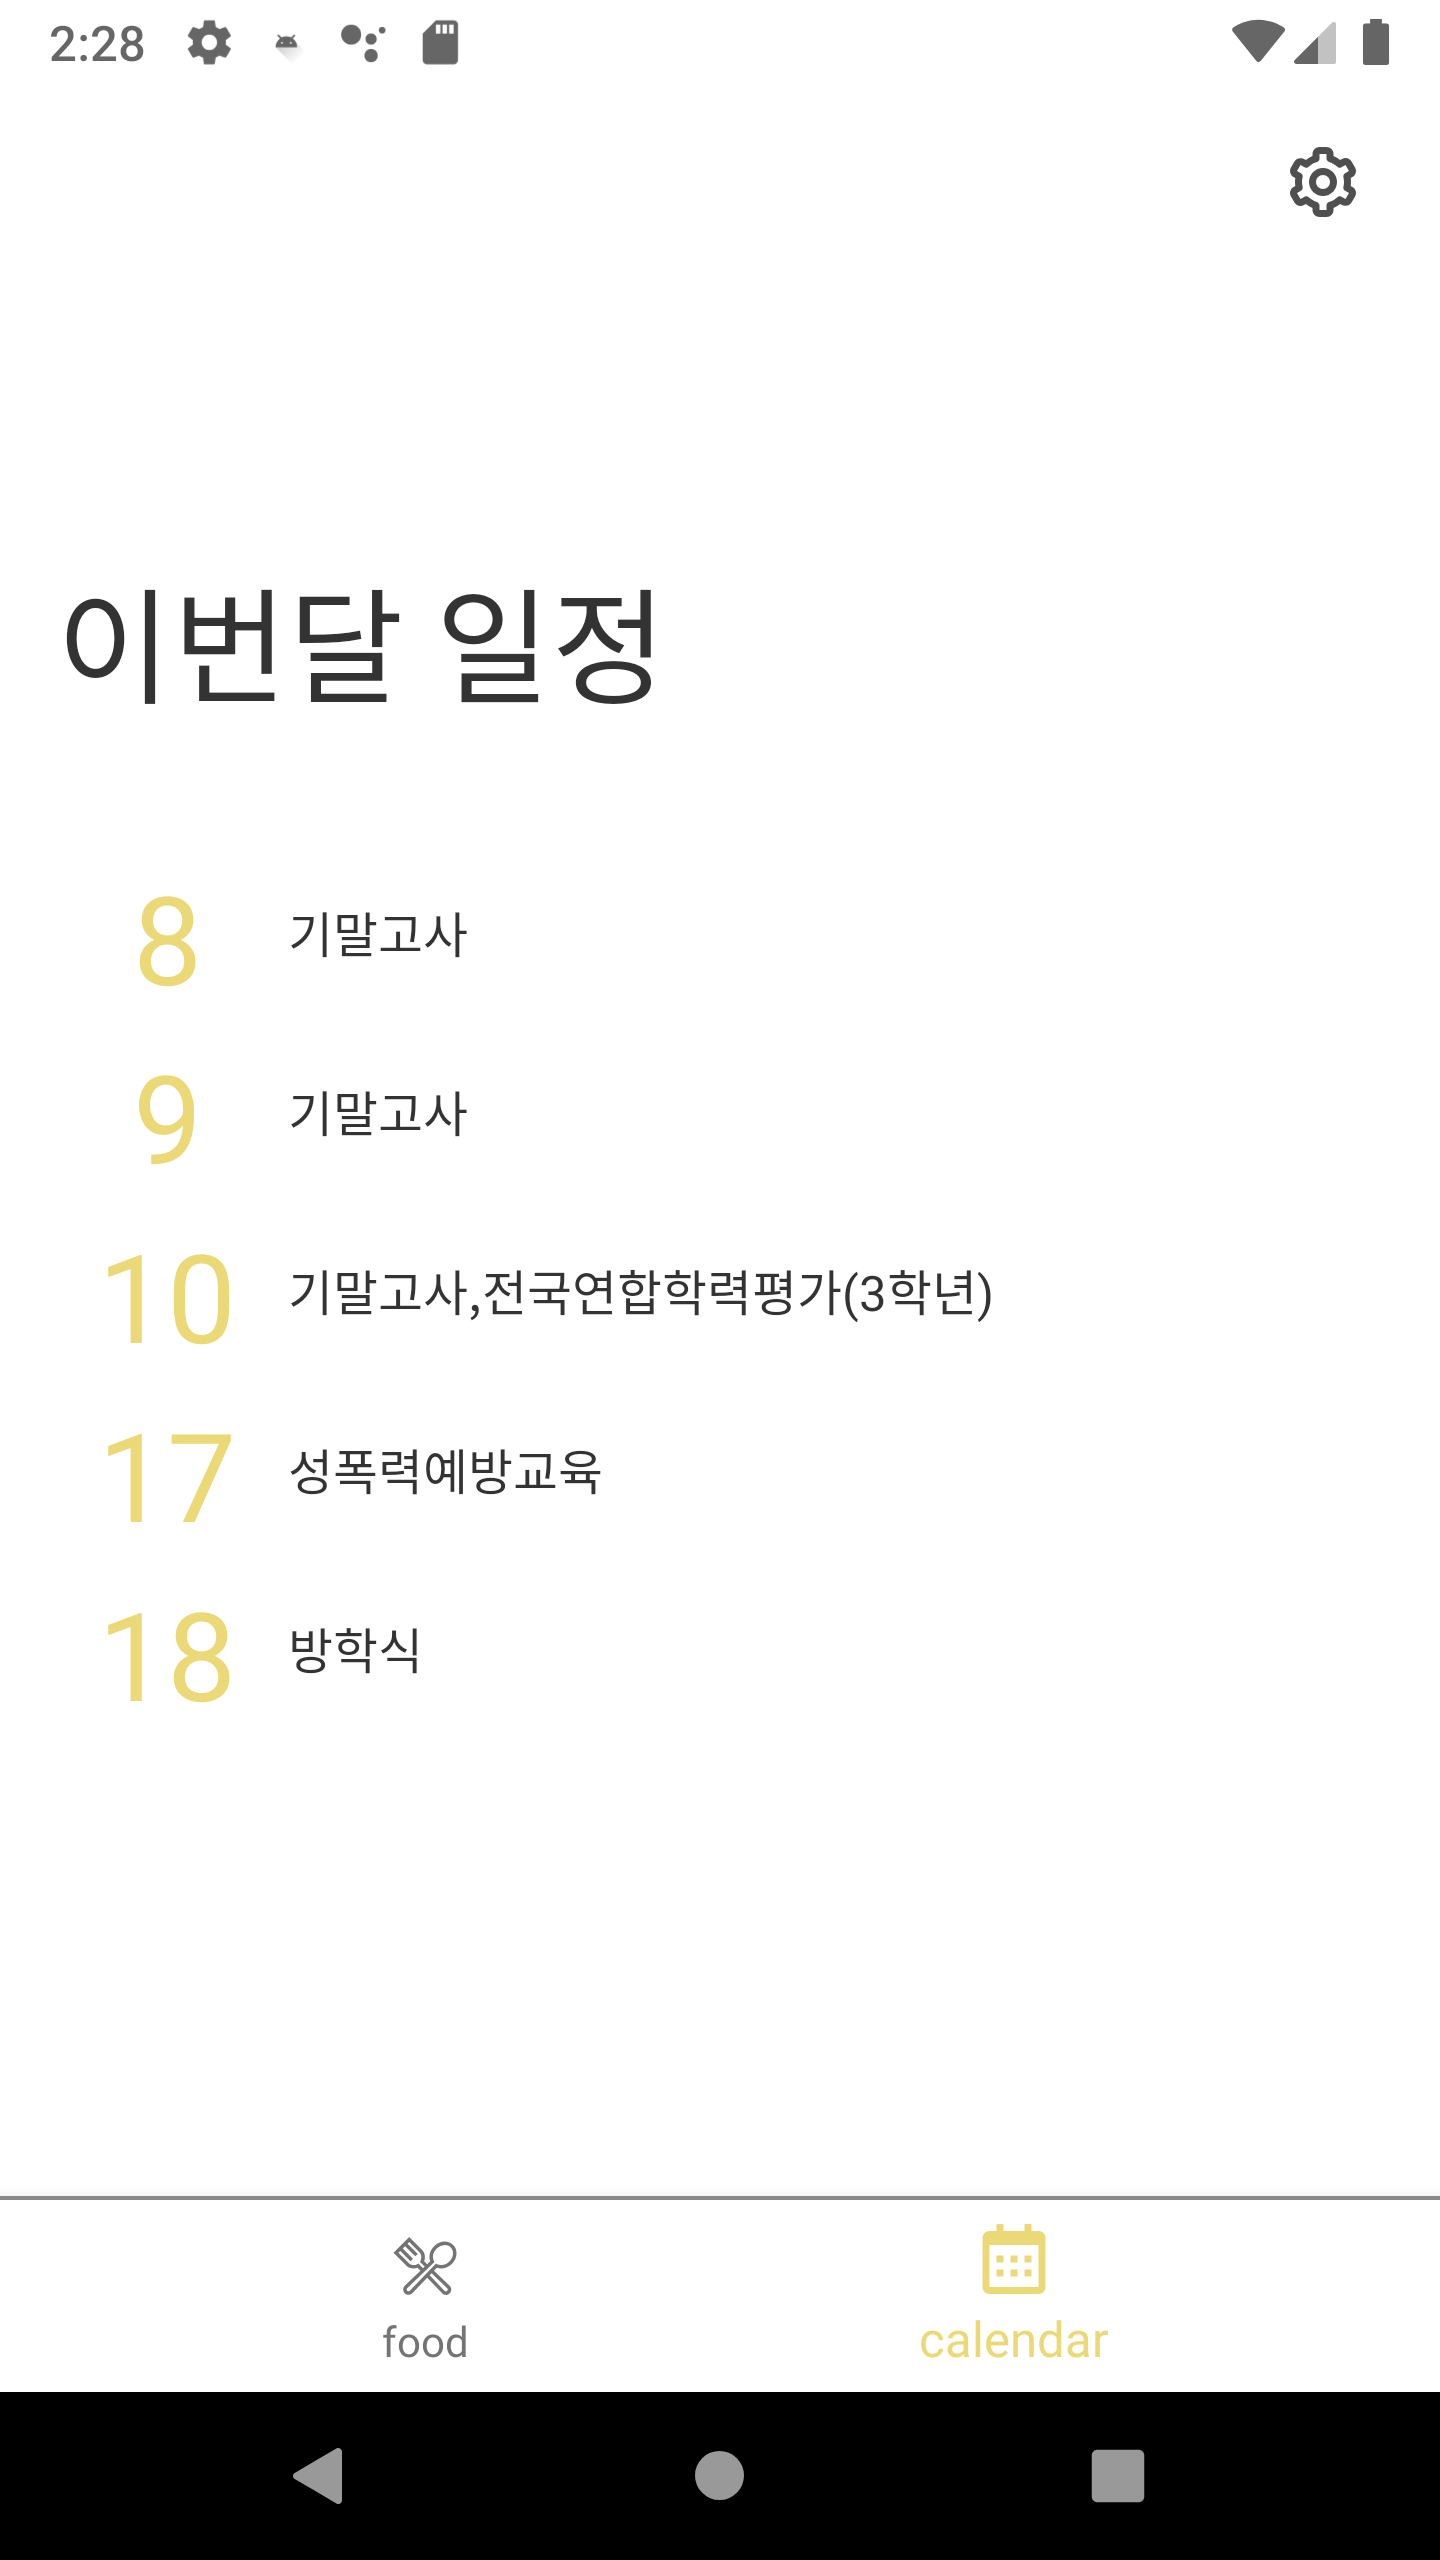 2:28
이번달 일정
8 기말고사
9 기말고사
10 기말고사,전국연합학력평가(3학년)
17 성폭력예방교육
18 방학식
food calendar